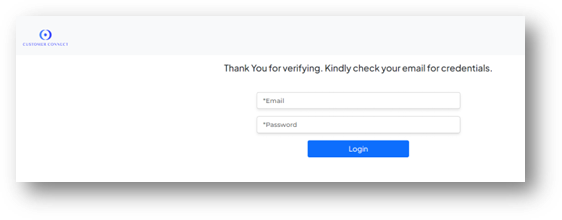 CUSTOMER CONNECT
Thank You for verifying. Kindly check your email for credentials.
*Email
*Password
Login